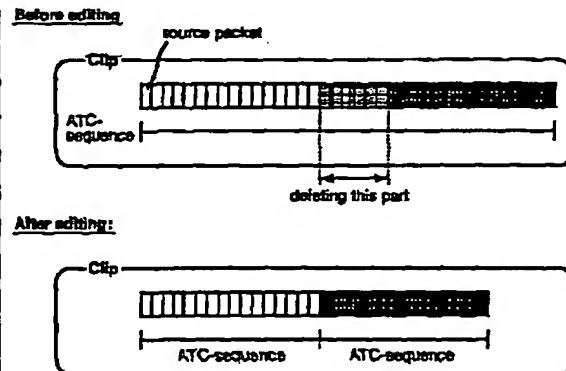 Before editing
source packet
Clip
ATC-
sequence
deleting this part
After editing:
Clip
ATC-sequence ATC-sequence